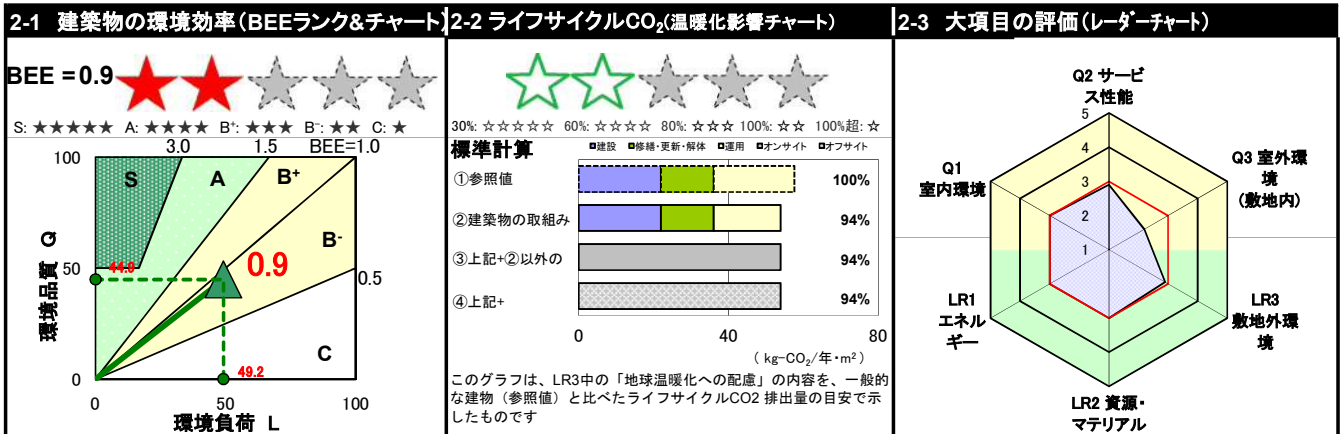 2-1 建築物の環境効率(BEEランク&チャート)
BEE = 0.9
S: ★★★★★ A: ★★★★ B⁺: ★★★ B⁻: ★★ C: ★
3.0 1.5 BEE=1.0
100
S A B⁺
B⁻
環境品質 Q
50
44.8
0.9
0.5
C
49.2
0
0 50 100
環境負荷 L
2-2 ライフサイクルCO₂(温暖化影響チャート)
30%: ☆☆☆☆☆ 60%: ☆☆☆☆ 80%: ☆☆☆ 100%: ☆☆ 100%超: ☆
標準計算
■建設 ■修繕・更新・解体 ■運用 ■オンサイト ■オフサイト
①参照値 100%
②建築物の取組み 94%
③上記+②以外の 94%
④上記+ 94%
0 40 80
( kg-CO₂/年・m²)
このグラフは、LR3中の「地球温暖化への配慮」の内容を、一般的
な建物(参照値)と比べたライフサイクルCO2 排出量の目安で示
したものです
2-3 大項目の評価(レーダーチャート)
Q2 サービ
ス性能
5
4
3
2
1
Q1
室内環境
Q3 室外環
境
(敷地内)
LR1
エネル
ギー
LR3
敷地外環
境
LR2 資源・
マテリアル